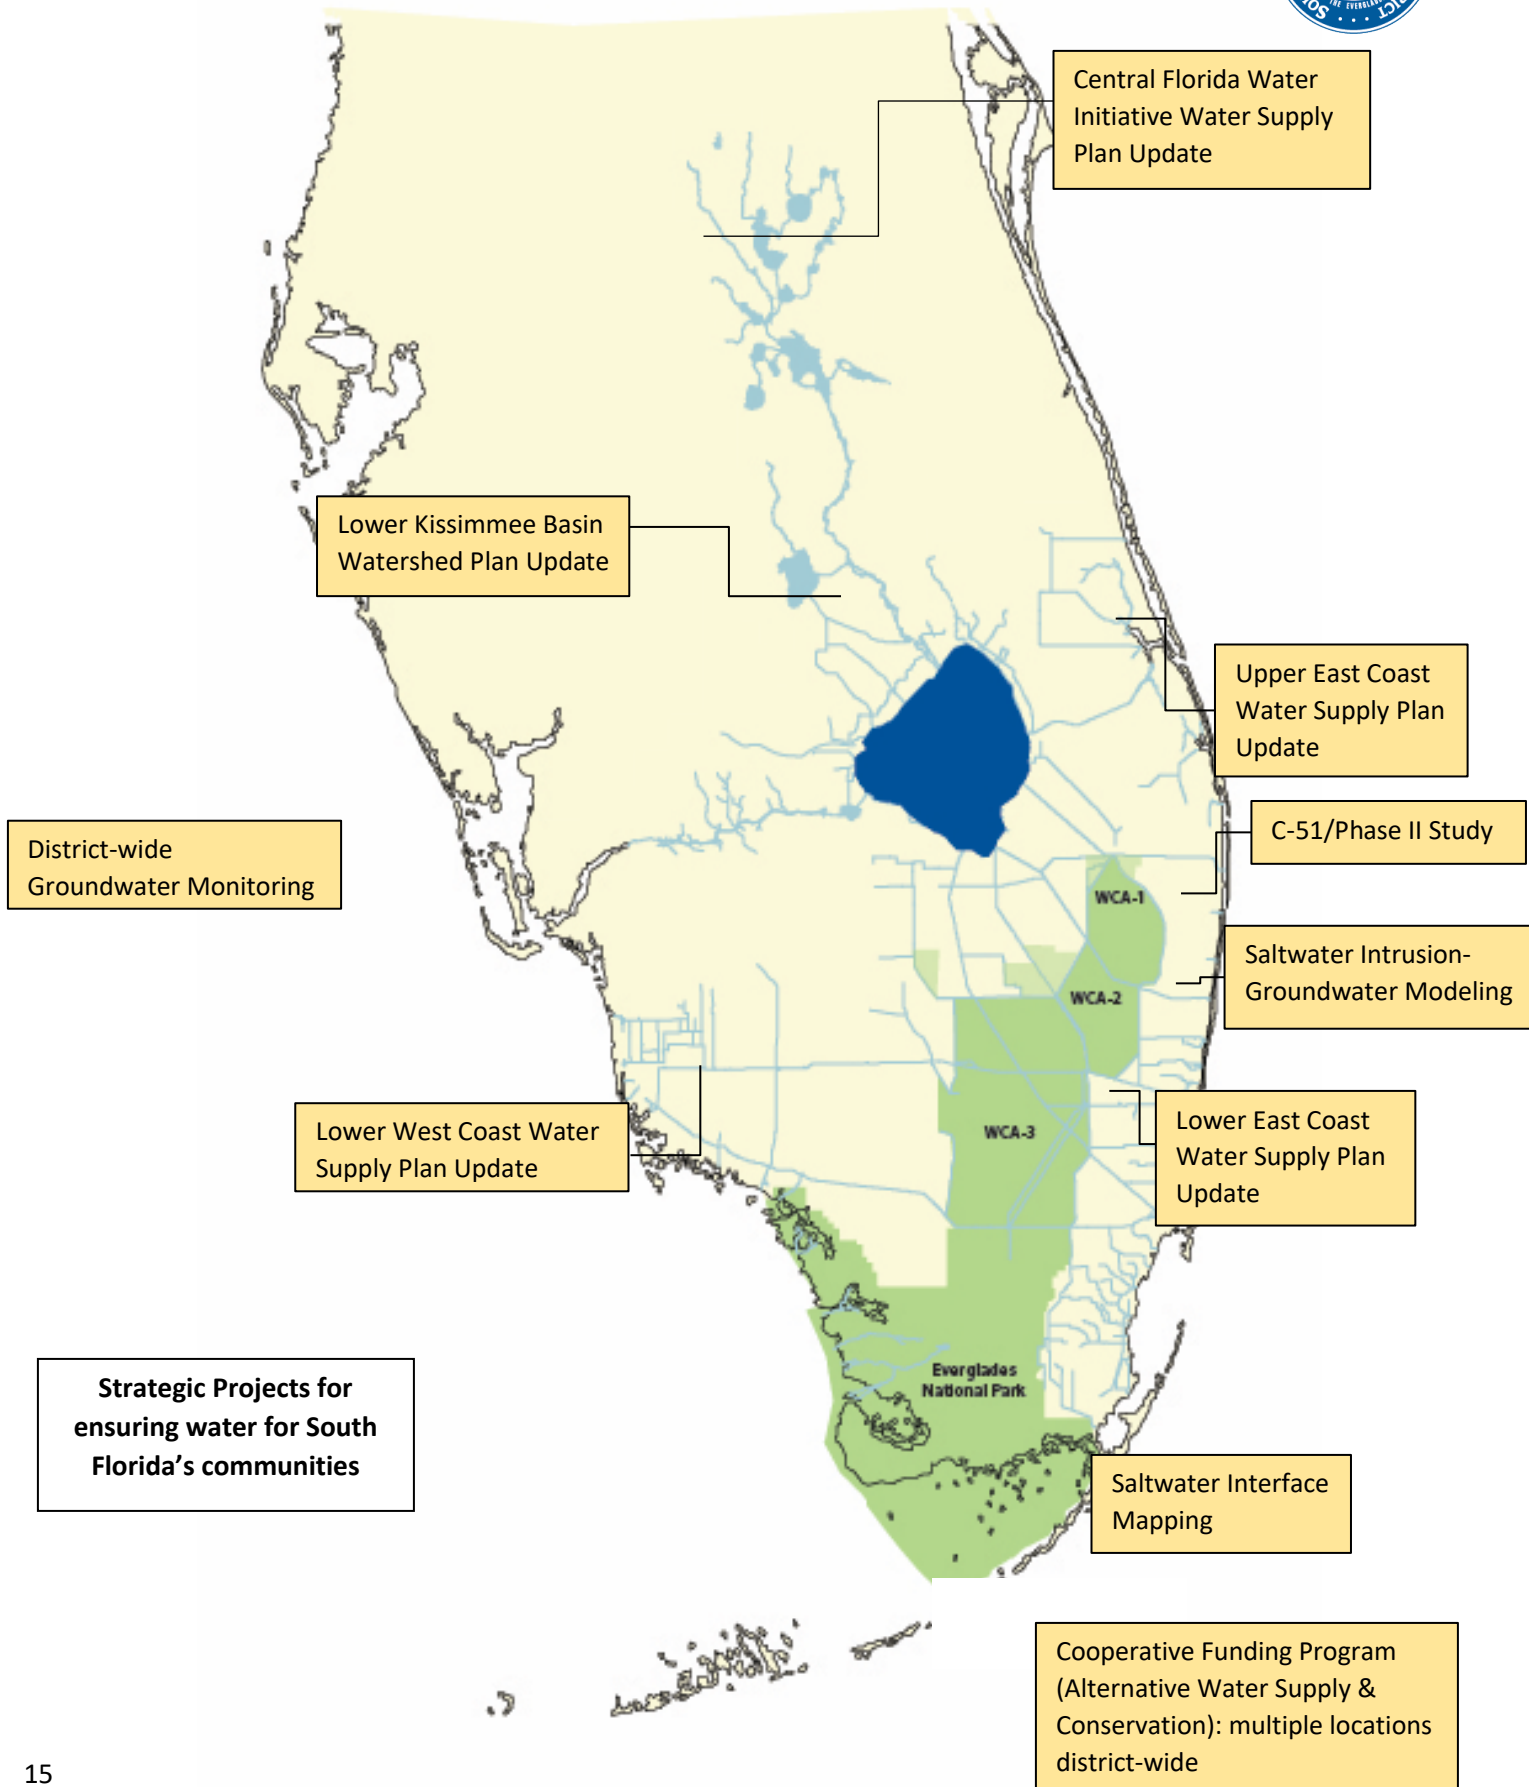 THE EVERGLADES
Central Florida Water
Initiative Water Supply
Plan Update
Lower Kissimmee Basin
Watershed Plan Update
Upper East Coast
Water Supply Plan
Update
C-51/Phase II Study
District-wide
Groundwater Monitoring
WCA-1
Saltwater Intrusion-
Groundwater Modeling
WCA-2
Lower East Coast
Water Supply Plan
Update
Lower West Coast Water
Supply Plan Update
WCA-3
Everglades
National Park
Strategic Projects for
ensuring water for South
Florida's communities
Saltwater Interface
Mapping
Cooperative Funding Program
(Alternative Water Supply &
Conservation): multiple locations
district-wide
15